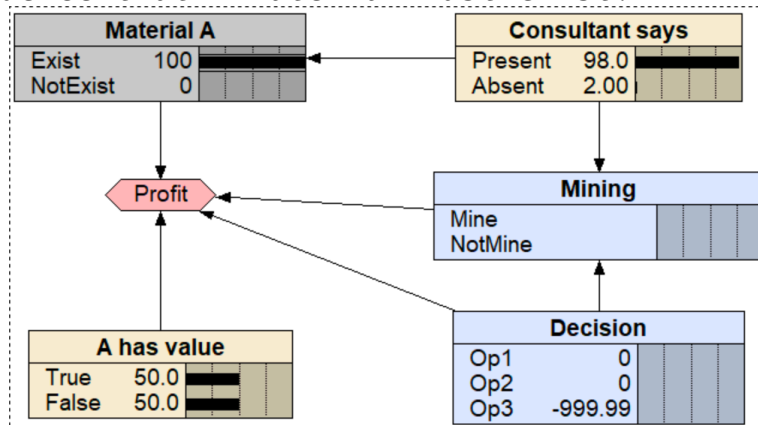 Material A
Exist 100
NotExist 0
Consultant says
Present 98.0
Absent 2.00
Profit
Mining
Mine
NotMine
A has value
True 50.0
False 50.0
Decision
Op1 0
Op2 0
Op3 -999.99